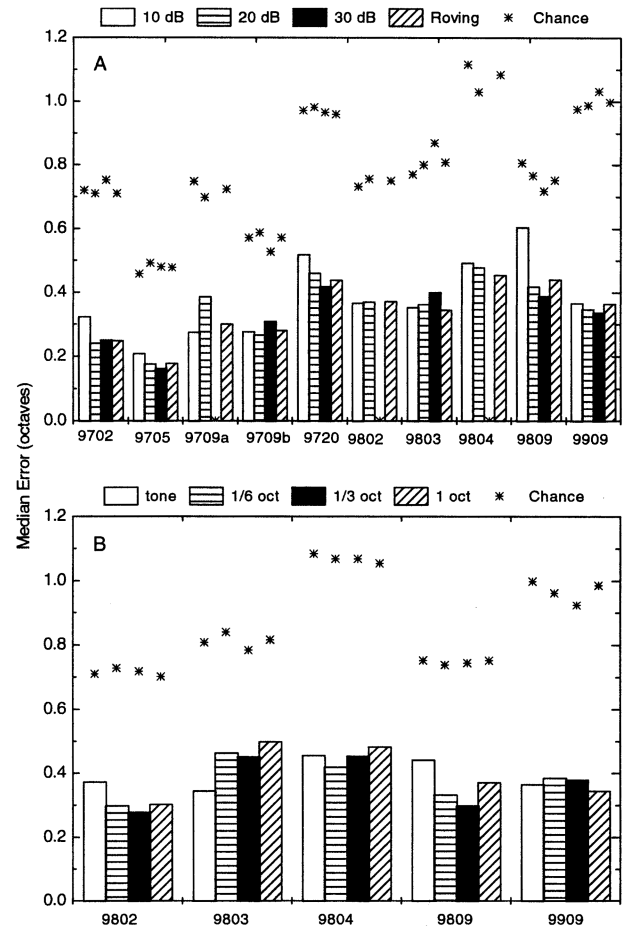 10 dB 20 dB 30 dB Roving * Chance
1.2
A
1.0
0.8
0.6
0.4
0.2
0.0
9702 9705 9709a 9709b 9720 9802 9803 9804 9809 9909
Median Error (octaves)
tone 1/6 oct 1/3 oct 1 oct * Chance
1.2
B
1.0
0.8
0.6
0.4
0.2
0.0
9802 9803 9804 9809 9909